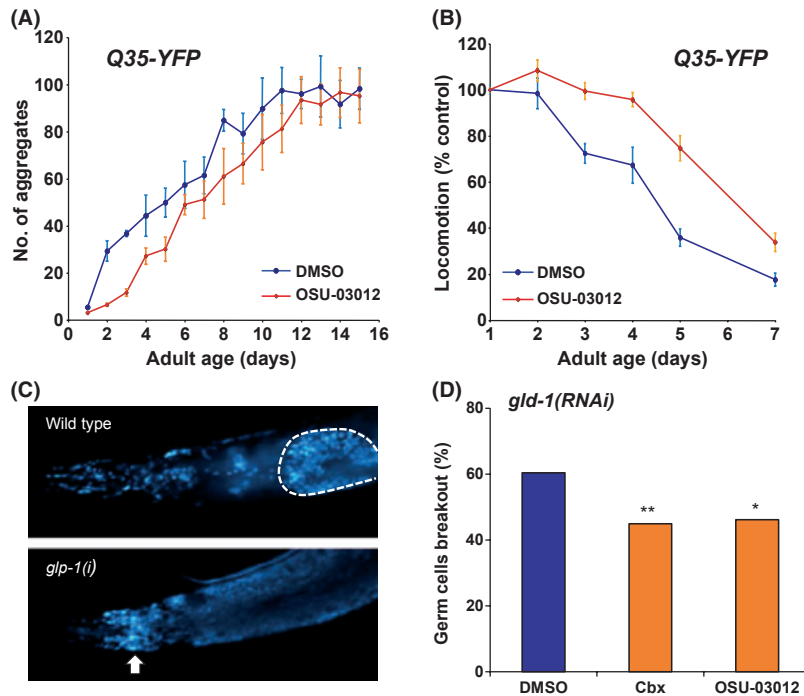 (A)
Q35-YFP
No. of aggregates
120
100
80
60
40
20
0
0 2 4 6 8 10 12 14 16
Adult age (days)
DMSO
OSU-03012
(B)
Q35-YFP
Locomotion (% control)
120
100
80
60
40
20
0
1 2 3 4 5 6 7
Adult age (days)
DMSO
OSU-03012
(C)
Wild type
glp-1(i)
(D)
gld-1(RNAi)
Germ cells breakout (%)
80
60
40
20
0
** *
DMSO Cbx OSU-03012